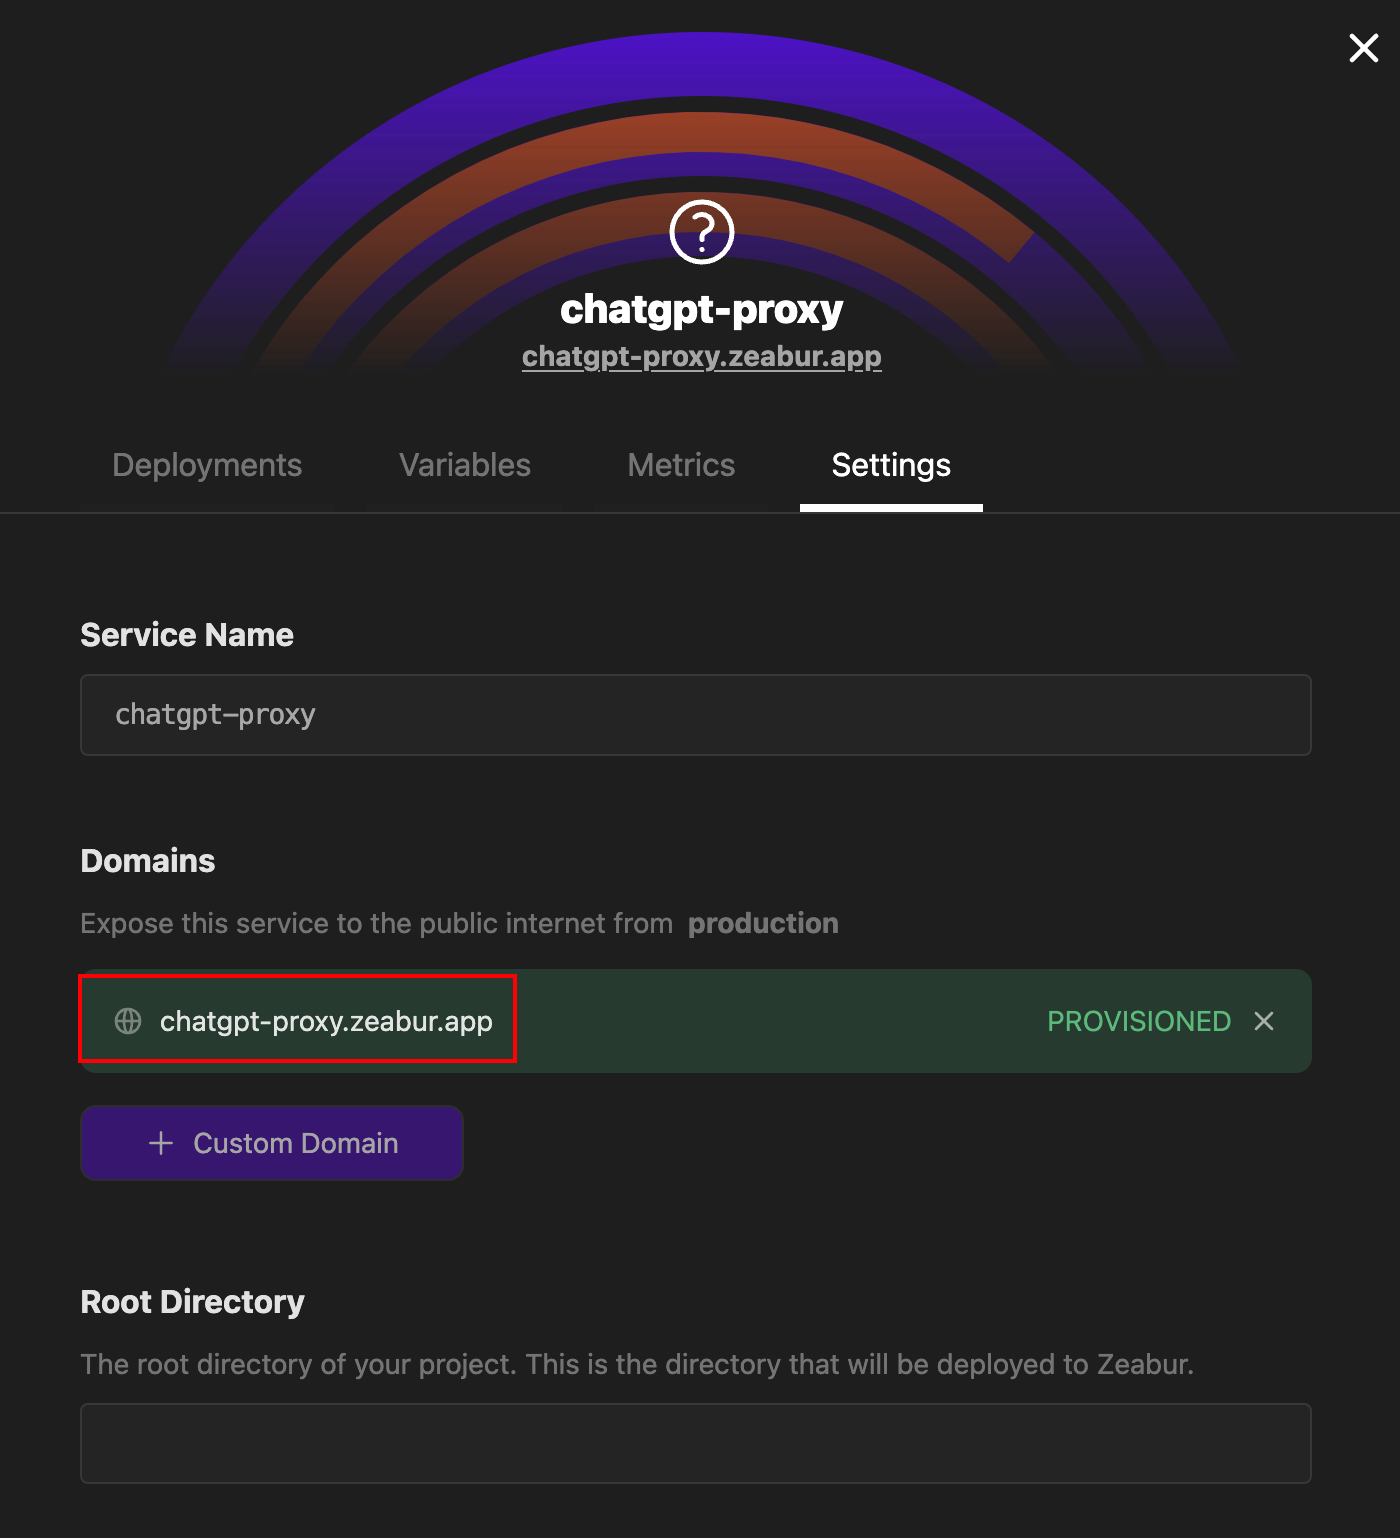 chatgpt-proxy
chatgpt-proxy.zeabur.app
Deployments Variables Metrics Settings
Service Name
chatgpt-proxy
Domains
Expose this service to the public internet from production
chatgpt-proxy.zeabur.app PROVISIONED
Custom Domain
Root Directory
The root directory of your project. This is the directory that will be deployed to Zeabur.